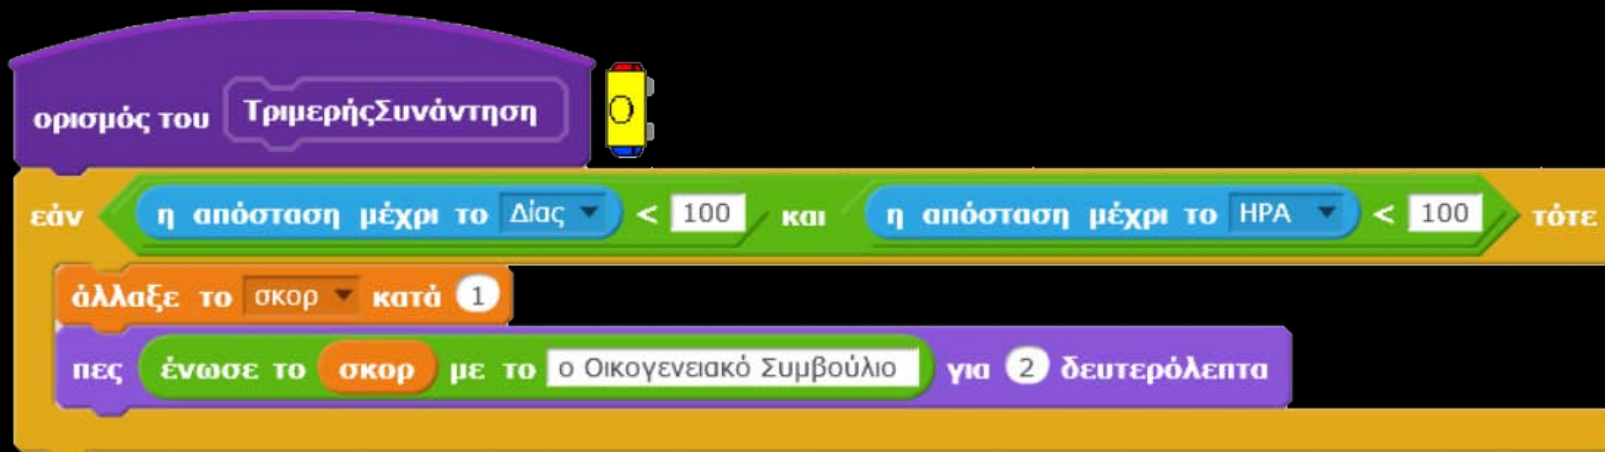 ορισμός του ΤριμερήςΣυνάντηση
εάν η απόσταση μέχρι το Δίας < 100 και η απόσταση μέχρι το ΗΡΑ < 100 τότε
άλλαξε το σκορ κατά 1
πες ένωσε το σκορ με το ο Οικογενειακό Συμβούλιο για 2 δευτερόλεπτα